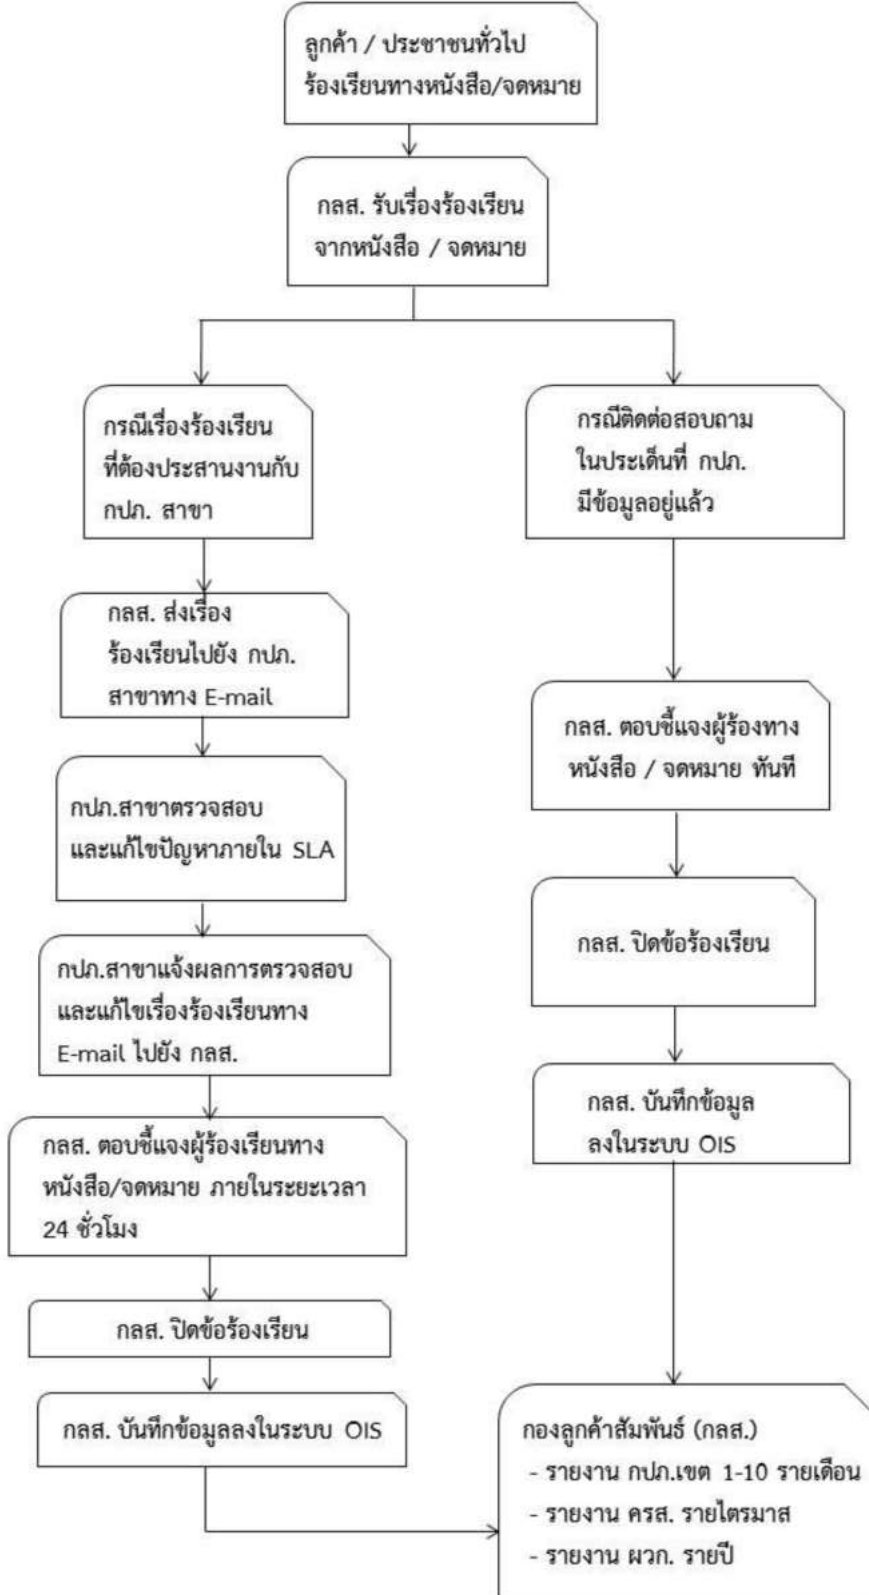 ลูกค้า / ประชาชนทั่วไป
ร้องเรียนทางหนังสือ/จดหมาย
กลส. รับเรื่องร้องเรียน
จากหนังสือ / จดหมาย
กรณีเรื่องร้องเรียน
ที่ต้องประสานงานกับ
กปภ. สาขา
กลส. ส่งเรื่อง
ร้องเรียนไปยัง กปภ.
สาขาทาง E-mail
กปภ.สาขาตรวจสอบ
และแก้ไขปัญหาภายใน SLA
กปภ.สาขาแจ้งผลการตรวจสอบ
และแก้ไขเรื่องร้องเรียนทาง
E-mail ไปยัง กลส.
กลส. ตอบชี้แจงผู้ร้องเรียนทาง
หนังสือ/จดหมาย ภายในระยะเวลา
24 ชั่วโมง
กลส. ปิดข้อร้องเรียน
กลส. บันทึกข้อมูลลงในระบบ OIS
กรณีติดต่อสอบถาม
ในประเด็นที่ กปภ.
มีข้อมูลอยู่แล้ว
กลส. ตอบชี้แจงผู้ร้องทาง
หนังสือ / จดหมาย ทันที
กลส. ปิดข้อร้องเรียน
กลส. บันทึกข้อมูล
ลงในระบบ OIS
กองลูกค้าสัมพันธ์ (กลส.)
- รายงาน กปภ.เขต 1-10 รายเดือน
- รายงาน ครส. รายไตรมาส
- รายงาน ผวก. รายปี